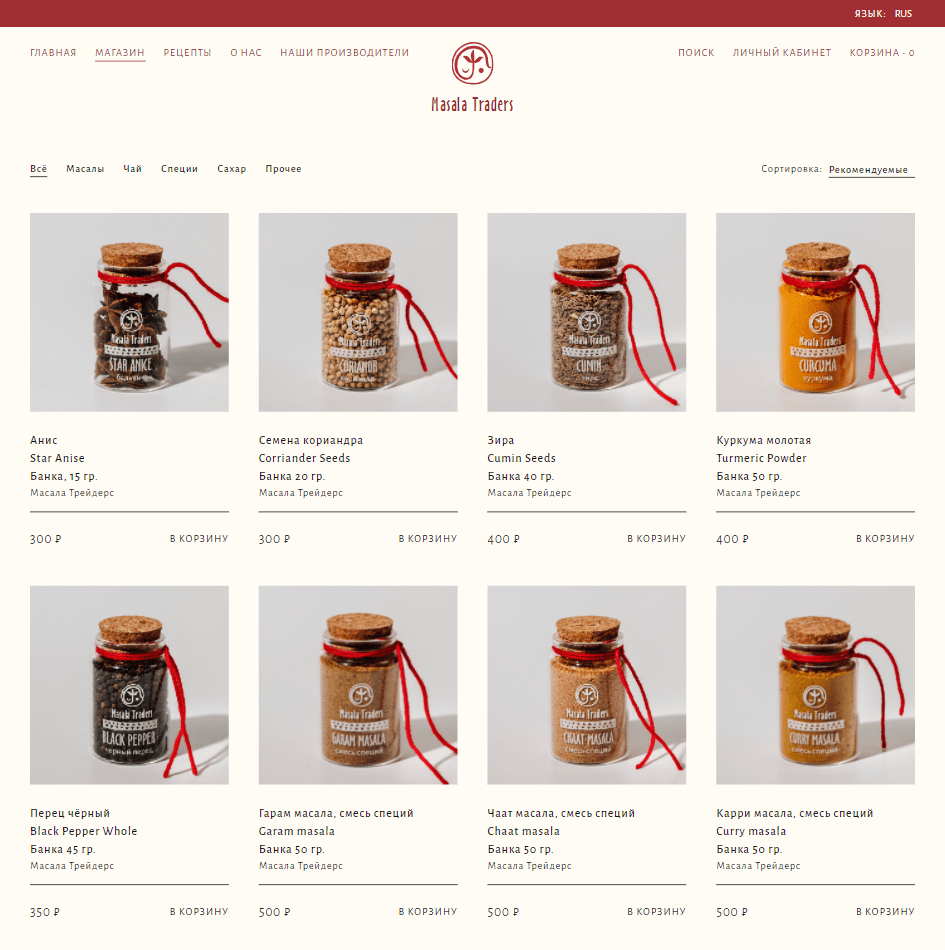 ЯЗЫК: RUS
ГЛАВНАЯ МАГАЗИН РЕЦЕПТЫ О НАС НАШИ ПРОИЗВОДИТЕЛИ
ПОИСК ЛИЧНЫЙ КАБИНЕТ КОРЗИНА - 0
Masala Traders
Всё Масалы Чай Специи Сахар Прочее
Сортировка: Рекомендуемые
Masala Traders
STAR ANICE
Masala Traders
CORIANDR
Masala Traders
CUMIN
Masala Traders
CURCUMA
куркума
Анис
Star Anise
Банка, 15 гр.
Масала Трейдерс
300 ₽ В КОРЗИНУ
Семена кориандра
Corriander Seeds
Банка 20 гр.
Масала Трейдерс
300 ₽ В КОРЗИНУ
Зира
Cumin Seeds
Банка 40 гр.
Масала Трейдерс
400 ₽ В КОРЗИНУ
Куркума молотая
Turmeric Powder
Банка 50 гр.
Масала Трейдерс
400 ₽ В КОРЗИНУ
Masala Traders
BLACK PEPPER
черный перец
Masala Traders
GARAM MASALA
смесь специй
Masala Traders
CHAAT MASALA
смесь специй
Masala Traders
CURRY MASALA
смесь специй
Перец чёрный
Black Pepper Whole
Банка 45 гр.
Масала Трейдерс
350 ₽ В КОРЗИНУ
Гарам масала, смесь специй
Garam masala
Банка 50 гр.
Масала Трейдерс
500 ₽ В КОРЗИНУ
Чаат масала, смесь специй
Chaat masala
Банка 50 гр.
Масала Трейдерс
500 ₽ В КОРЗИНУ
Карри масала, смесь специй
Curry masala
Банка 50 гр.
Масала Трейдерс
500 ₽ В КОРЗИНУ